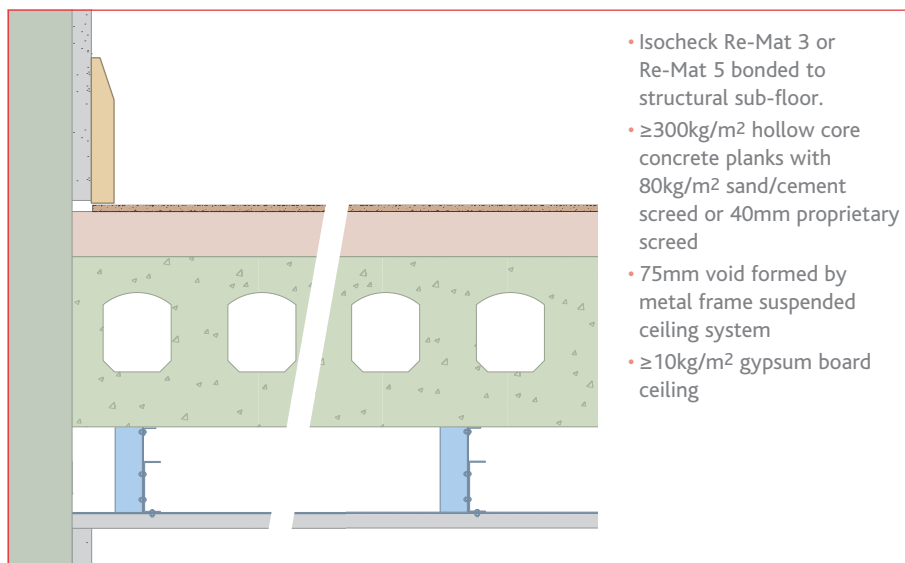 • Isocheck Re-Mat 3 or
Re-Mat 5 bonded to
structural sub-floor.
• ≥300kg/m2 hollow core
concrete planks with
80kg/m2 sand/cement
screed or 40mm proprietary
screed
• 75mm void formed by
metal frame suspended
ceiling system
• ≥10kg/m2 gypsum board
ceiling